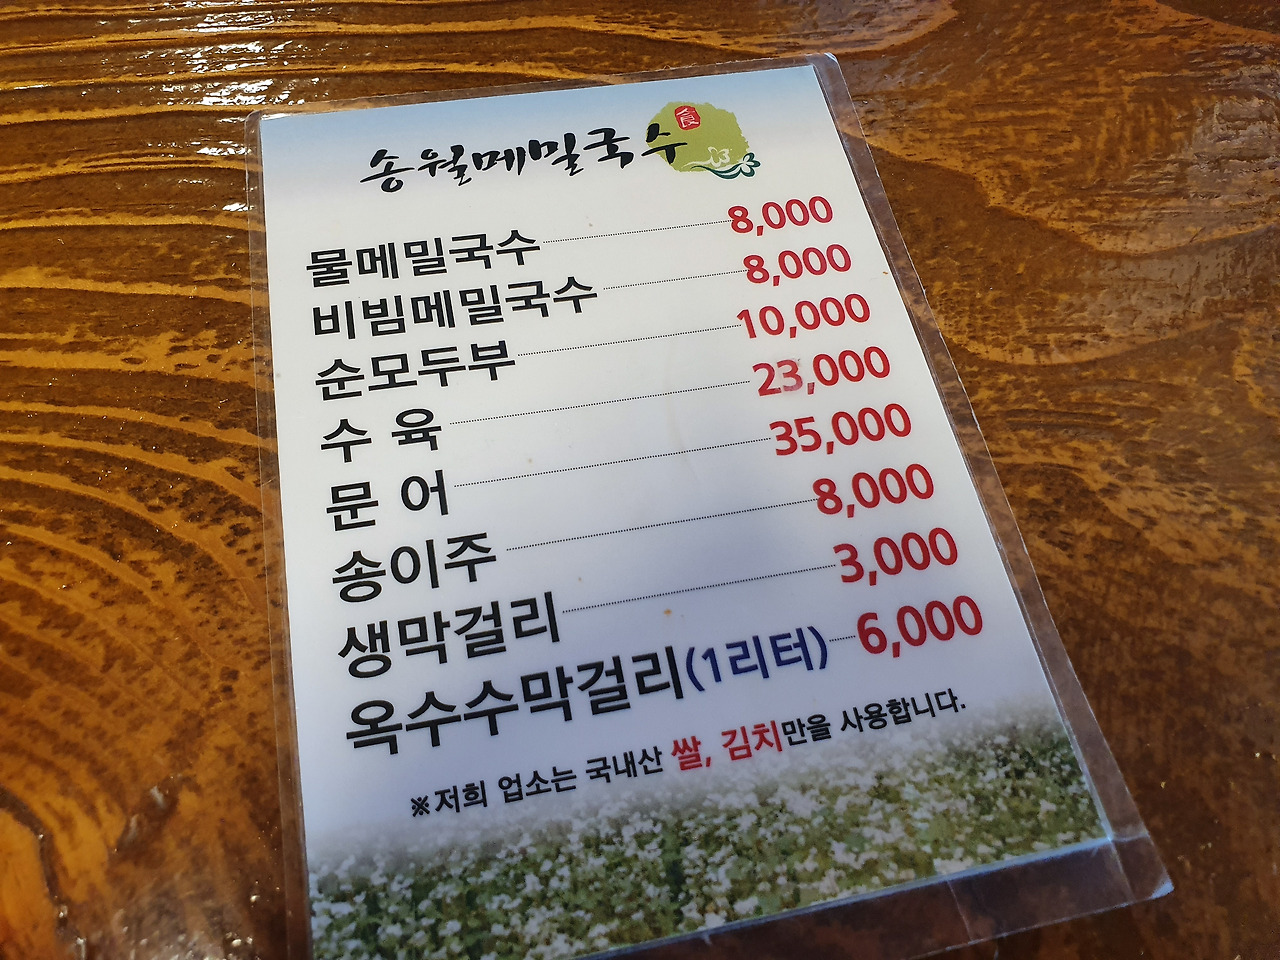 송월메밀국수
食
물메밀국수 8,000
비빔메밀국수 8,000
순모두부 10,000
수 육 23,000
문 어 35,000
송이주 8,000
생막걸리 3,000
옥수수막걸리(1리터) 6,000
※저희 업소는 국내산 쌀, 김치만을 사용합니다.